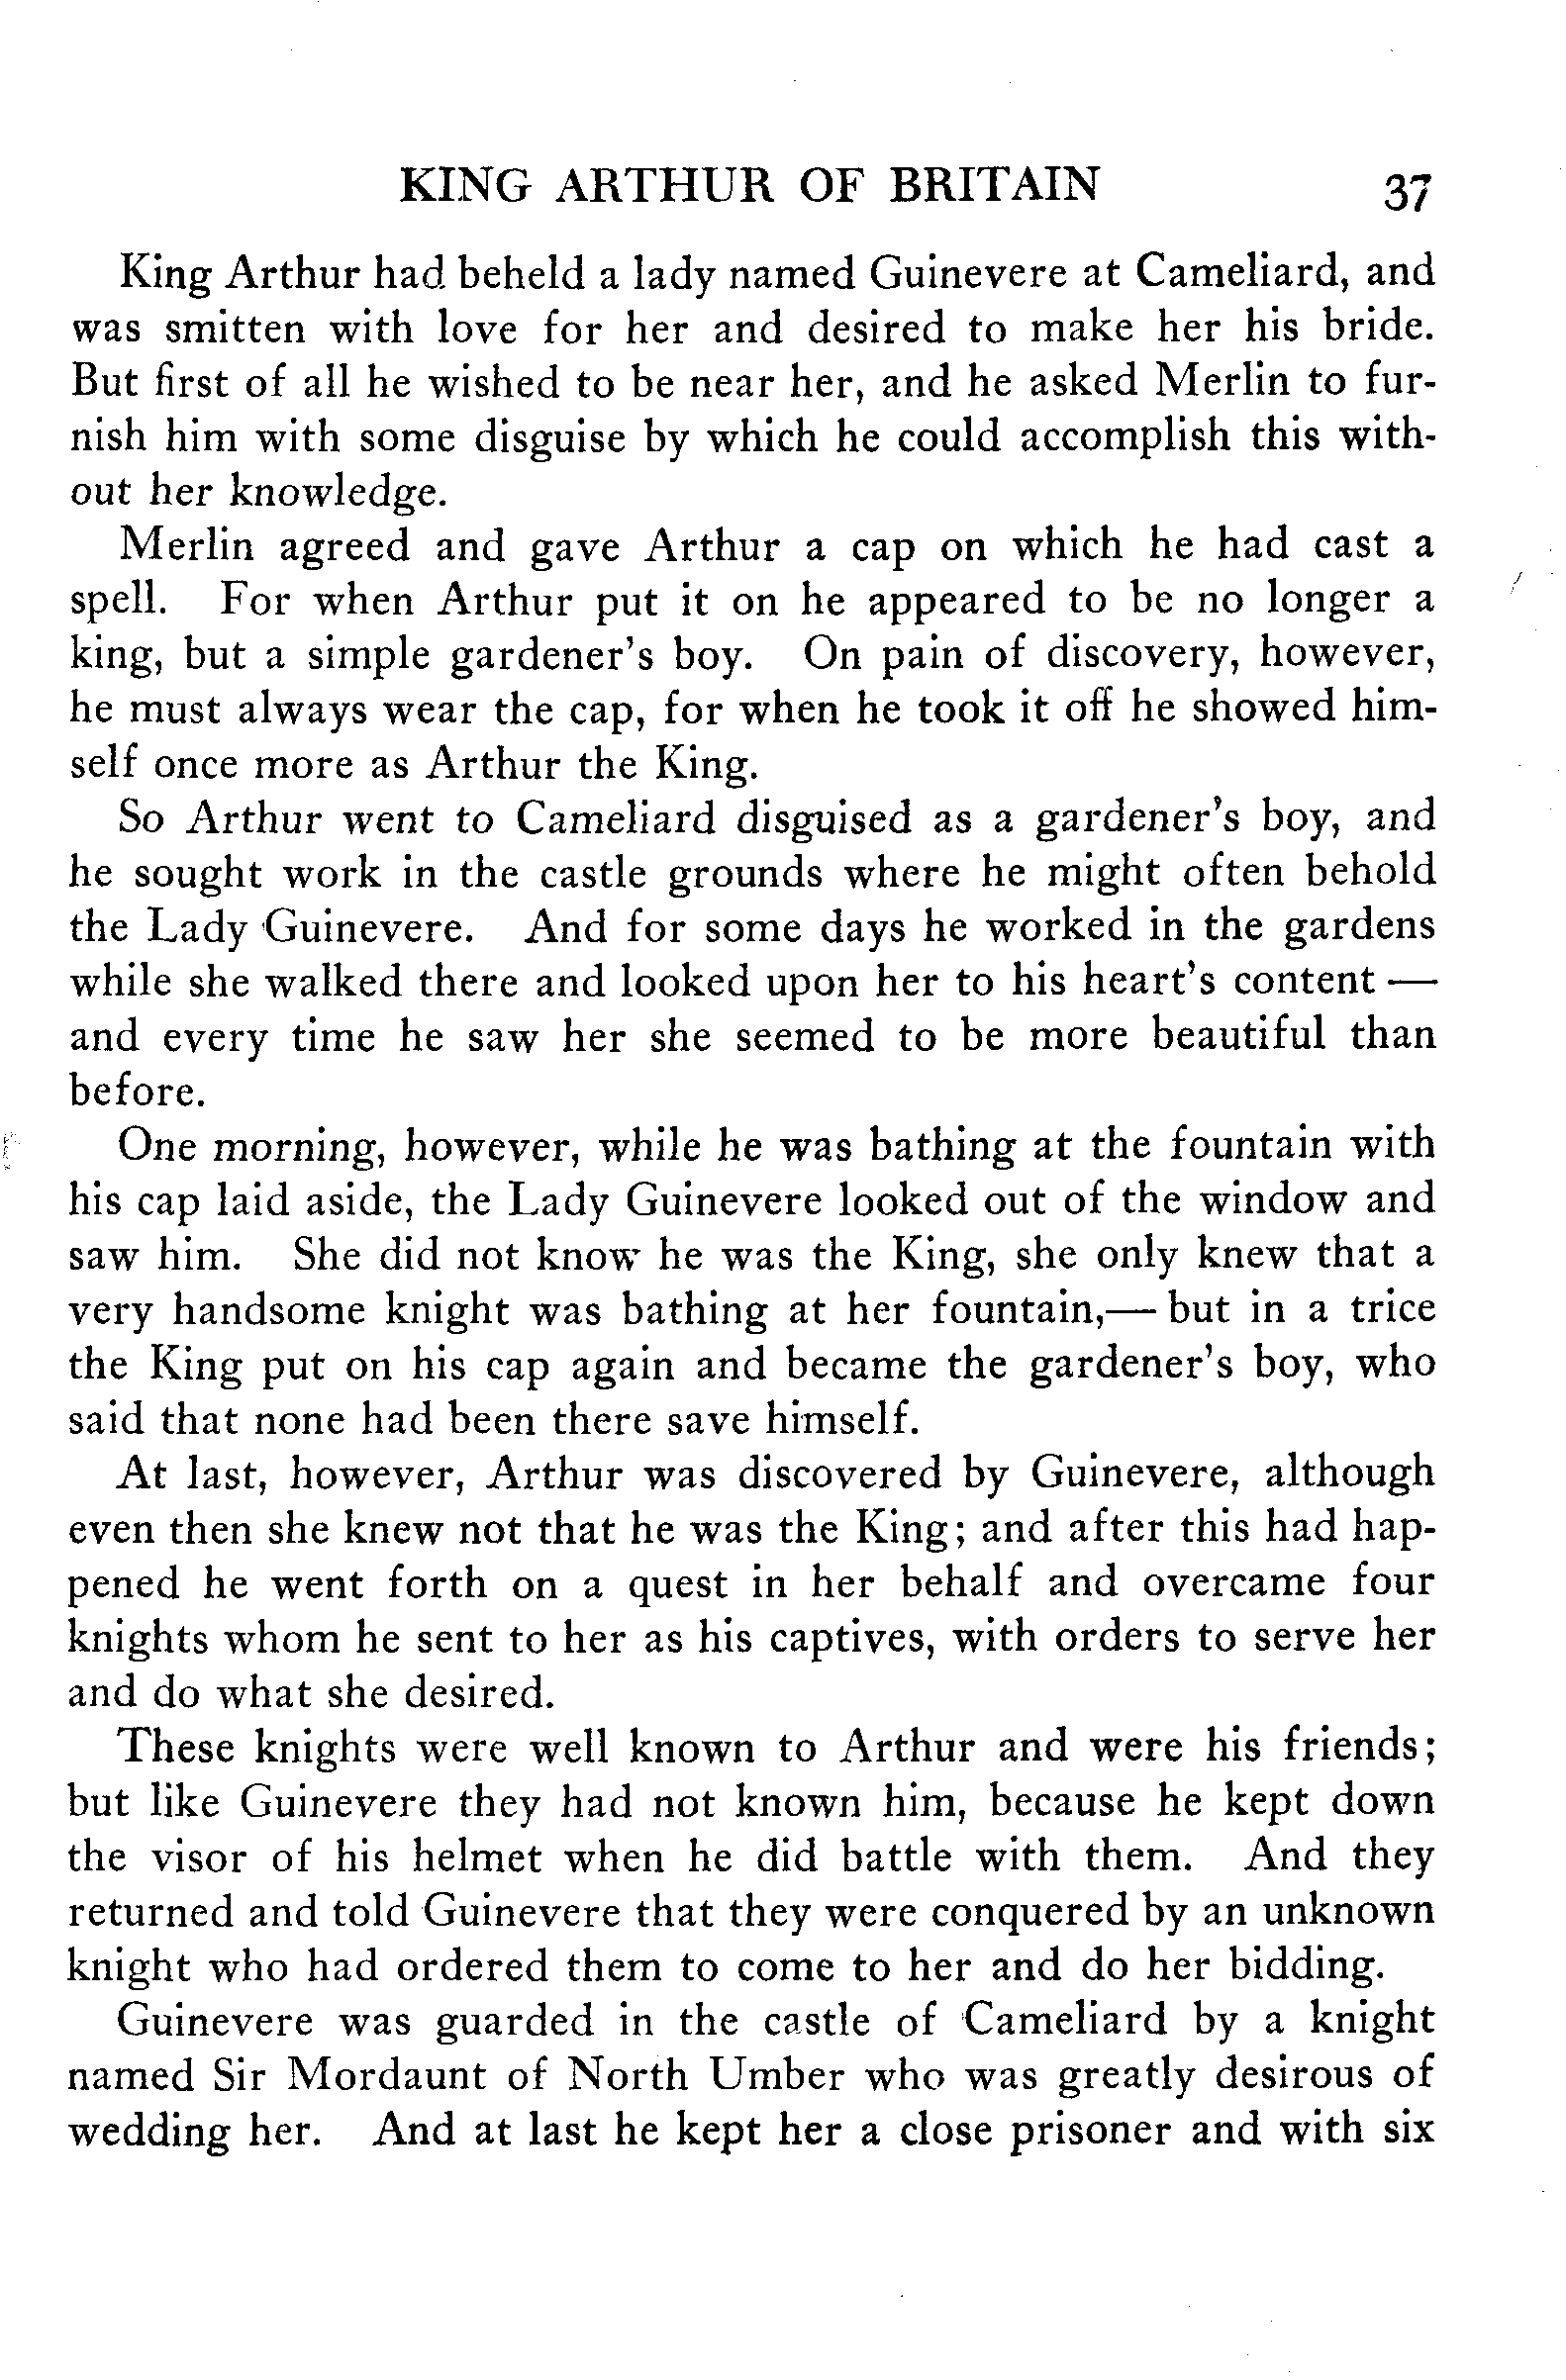 KING ARTHUR OF BRITAIN 37
King Arthur had beheld a lady named Guinevere at Cameliard, and
was smitten with love for her and desired to make her his bride.
But first of all he wished to be near her, and he asked Merlin to fur-
nish him with some disguise by which he could accomplish this with-
out her knowledge.
Merlin agreed and gave Arthur a cap on which he had cast a
spell. For when Arthur put it on he appeared to be no longer a
king, but a simple gardener's boy. On pain of discovery, however,
he must always wear the cap, for when he took it off he showed him-
self once more as Arthur the King.
So Arthur went to Cameliard disguised as a gardener's boy, and
he sought work in the castle grounds where he might often behold
the Lady Guinevere. And for some days he worked in the gardens
while she walked there and looked upon her to his heart's content —
and every time he saw her she seemed to be more beautiful than
before.
One morning, however, while he was bathing at the fountain with
his cap laid aside, the Lady Guinevere looked out of the window and
saw him. She did not know he was the King, she only knew that a
very handsome knight was bathing at her fountain,— but in a trice
the King put on his cap again and became the gardener's boy, who
said that none had been there save himself.
At last, however, Arthur was discovered by Guinevere, although
even then she knew not that he was the King; and after this had hap-
pened he went forth on a quest in her behalf and overcame four
knights whom he sent to her as his captives, with orders to serve her
and do what she desired.
These knights were well known to Arthur and were his friends;
but like Guinevere they had not known him, because he kept down
the visor of his helmet when he did battle with them. And they
returned and told Guinevere that they were conquered by an unknown
knight who had ordered them to come to her and do her bidding.
Guinevere was guarded in the castle of Cameliard by a knight
named Sir Mordaunt of North Umber who was greatly desirous of
wedding her. And at last he kept her a close prisoner and with six